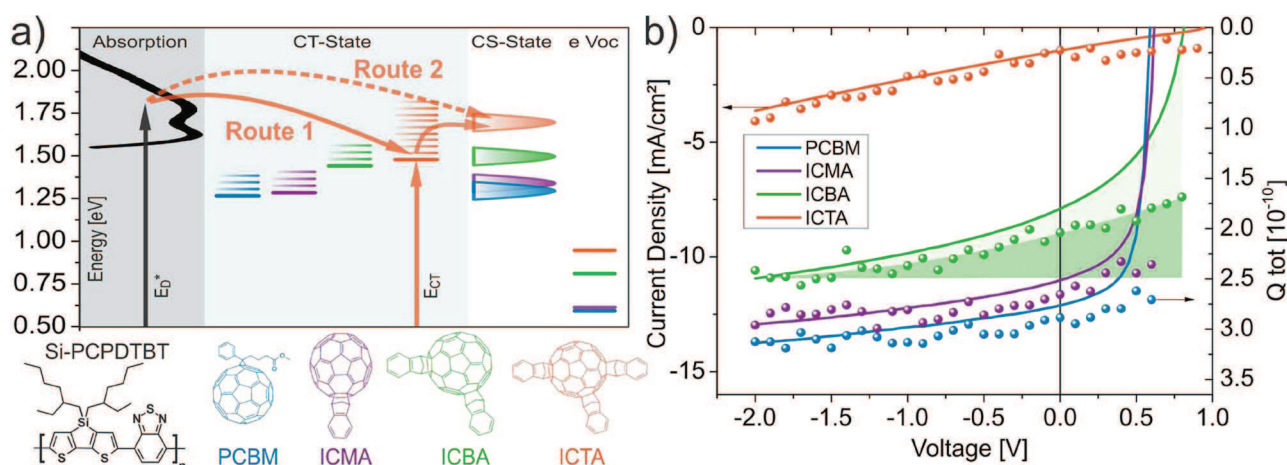 a)
Absorption CT-State CS-State e Voc
2.00
1.75
1.50
1.25
1.00
0.75
0.50
Energy [eV]
Route 2
Route 1
E_D*
E_CT
Si-PCPDTBT
Si
S S
N S N
n
o
o
PCBM ICMA ICBA ICTA
b)
0
-5
-10
-15
Current Density [mA/cm²]
PCBM
ICMA
ICBA
ICTA
0.0
0.5
1.0
1.5
2.0
2.5
3.0
3.5
Q tot [10⁻¹⁰]
-2.0 -1.5 -1.0 -0.5 0.0 0.5 1.0
Voltage [V]